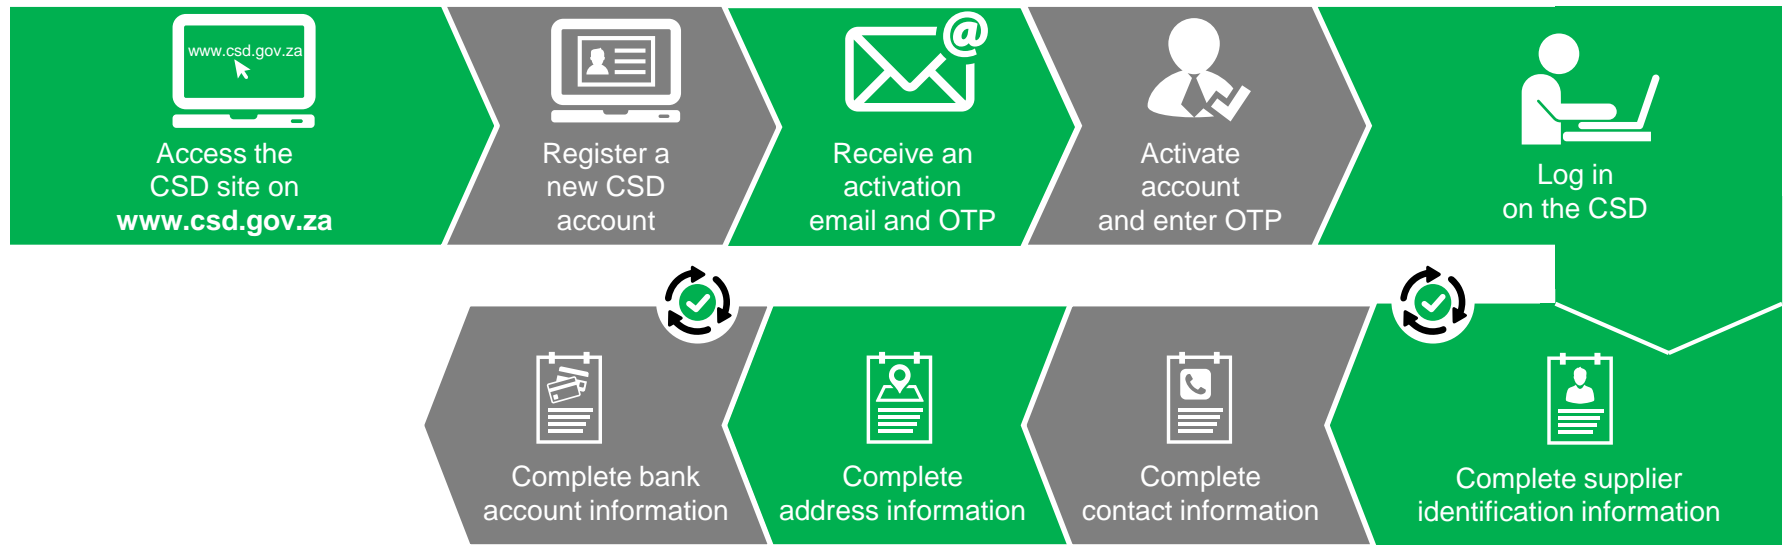 www.csd.gov.za
Access the
CSD site on
www.csd.gov.za
Register a
new CSD
account
@
Receive an
activation
email and OTP
Activate
account
and enter OTP
Log in
on the CSD
Complete supplier
identification information
Complete
contact information
Complete
address information
Complete bank
account information